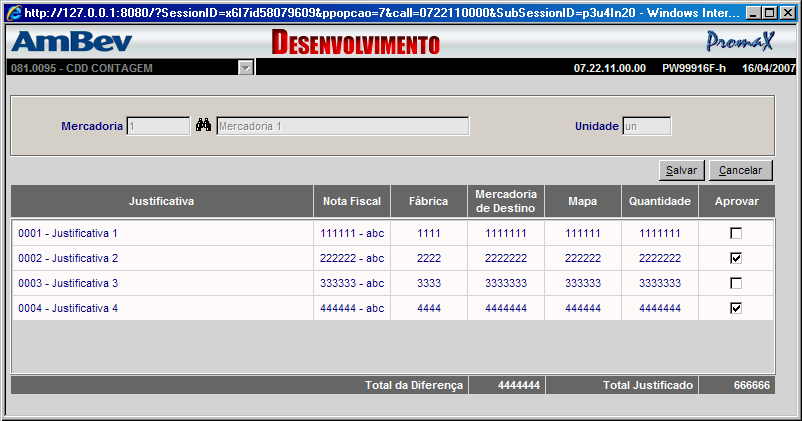 http://127.0.0.1:8080/?SessionID=x6I7id58079609&ppopcao=7&call=0722110000&SubSessionID=p3u4ln20 - Windows Inter...
AmBev DESENVOLVIMENTO PromaX
081.0095 - CDD CONTAGEM 07.22.11.00.00 PW99916F-h 16/04/2007
Mercadoria 1 Mercadoria 1 Unidade un
Salvar Cancelar
Justificativa Nota Fiscal Fábrica Mercadoria de Destino Mapa Quantidade Aprovar
0001 - Justificativa 1 111111 - abc 1111 1111111 111111 1111111
0002 - Justificativa 2 222222 - abc 2222 2222222 222222 2222222
0003 - Justificativa 3 333333 - abc 3333 3333333 333333 3333333
0004 - Justificativa 4 444444 - abc 4444 4444444 444444 4444444
Total da Diferença 4444444 Total Justificado 666666